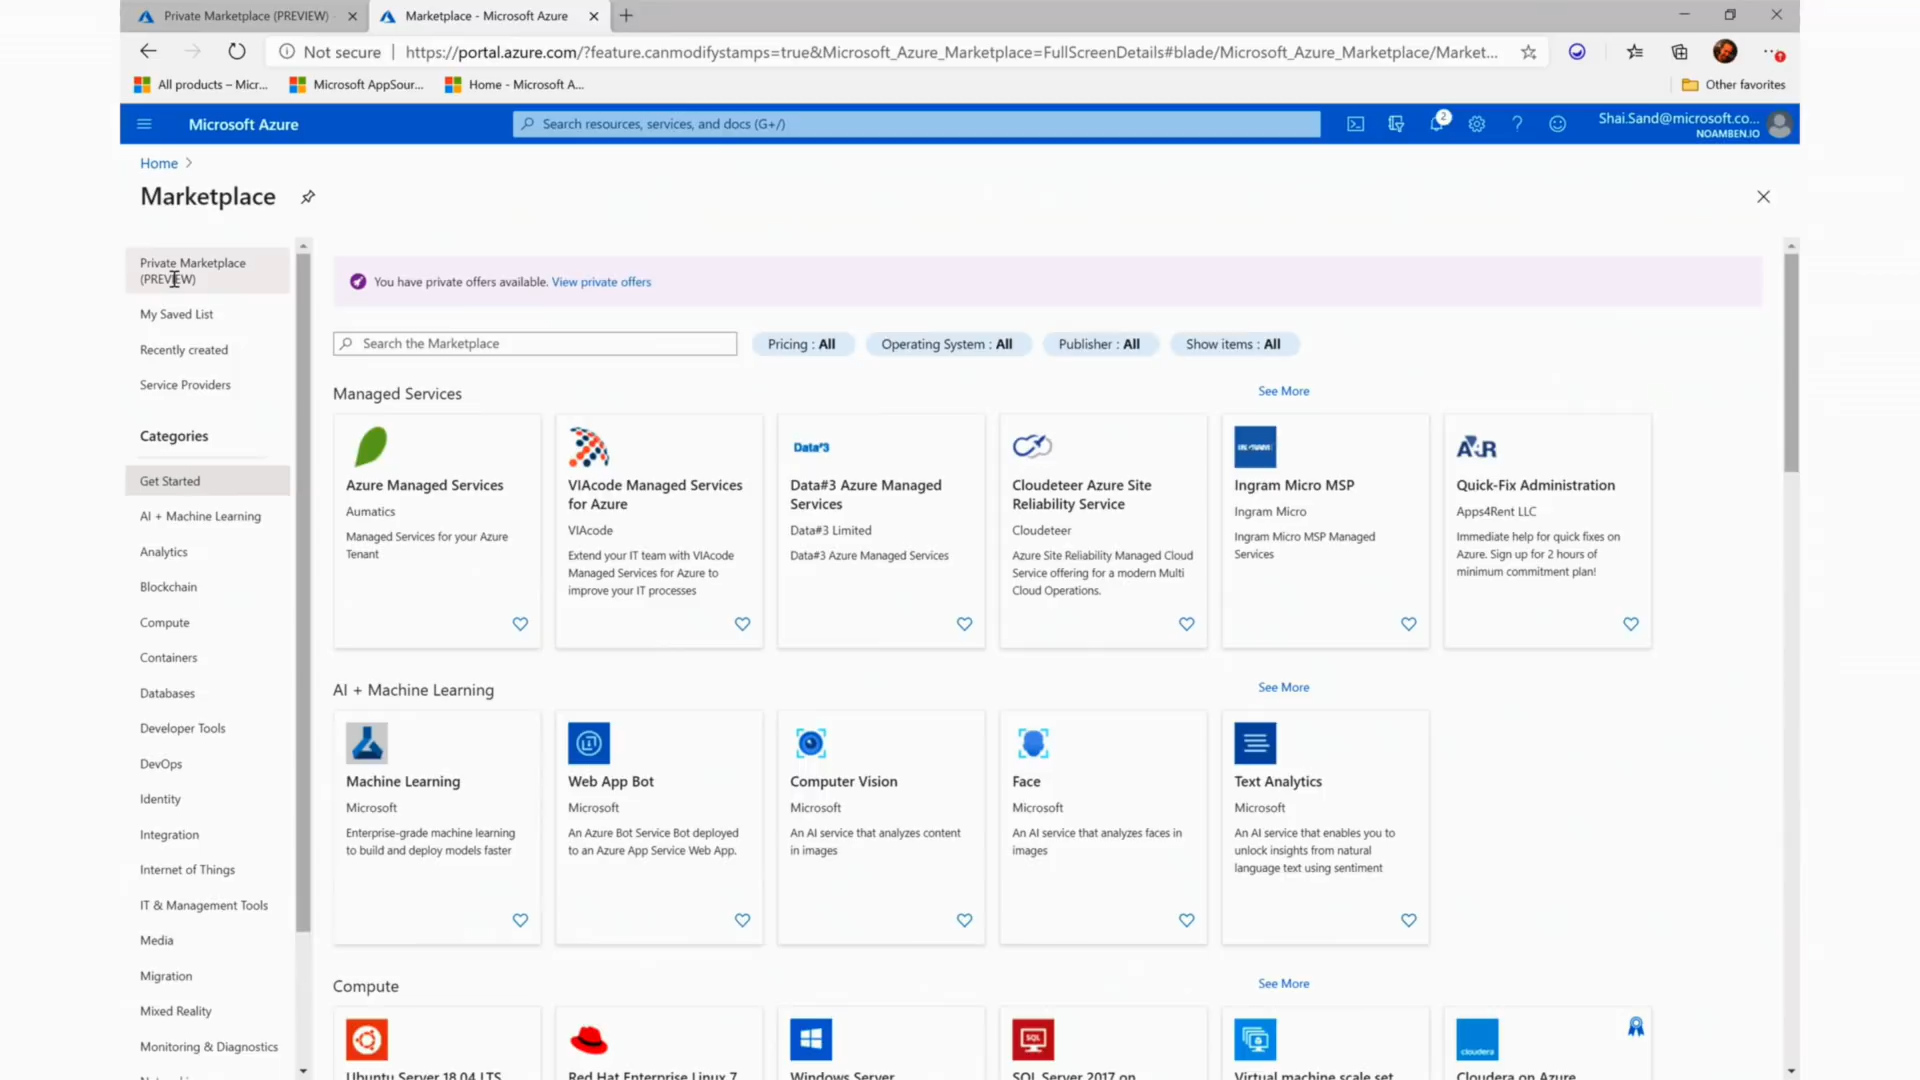 Private Marketplace (PREVIEW)
Marketplace - Microsoft Azure
Not secure
https://portal.azure.com/?feature.canmodifystamps=true&Microsoft_Azure_Marketplace=FullScreenDetails#blade/Microsoft_Azure_Marketplace/Market...
All products – Micr...
Microsoft AppSour...
Home - Microsoft A...
Other favorites
Microsoft Azure
Search resources, services, and docs (G+/)
2
Shai.Sand@microsoft.co...
NOAMBEN.IO
Home >
Marketplace
Private Marketplace
(PREVIEW)
My Saved List
Recently created
Service Providers
Categories
Get Started
AI + Machine Learning
Analytics
Blockchain
Compute
Containers
Databases
Developer Tools
DevOps
Identity
Integration
Internet of Things
IT & Management Tools
Media
Migration
Mixed Reality
Monitoring & Diagnostics
You have private offers available. View private offers
Search the Marketplace
Pricing : All
Operating System : All
Publisher : All
Show items : All
Managed Services
See More
Azure Managed Services
Aumatics
Managed Services for your Azure
Tenant
VIAcode Managed Services
for Azure
VIAcode
Extend your IT team with VIAcode
Managed Services for Azure to
improve your IT processes
Data#3
Data#3 Azure Managed
Services
Data#3 Limited
Data#3 Azure Managed Services
Cloudeteer Azure Site
Reliability Service
Cloudeteer
Azure Site Reliability Managed Cloud
Service offering for a modern Multi
Cloud Operations.
Ingram Micro MSP
Ingram Micro
Ingram Micro MSP Managed
Services
Quick-Fix Administration
Apps4Rent LLC
Immediate help for quick fixes on
Azure. Sign up for 2 hours of
minimum commitment plan!
AI + Machine Learning
See More
Machine Learning
Microsoft
Enterprise-grade machine learning
to build and deploy models faster
Web App Bot
Microsoft
An Azure Bot Service Bot deployed
to an Azure App Service Web App.
Computer Vision
Microsoft
An AI service that analyzes content
in images
Face
Microsoft
An AI service that analyzes faces in
images
Text Analytics
Microsoft
An AI service that enables you to
unlock insights from natural
language text using sentiment
Compute
See More
Ubuntu Server 18.04 LTS
Red Hat Enterprise Linux 7
Windows Server
SQL
SQL Server 2017 on
Virtual machine scale set
cloudera
Cloudera on Azure